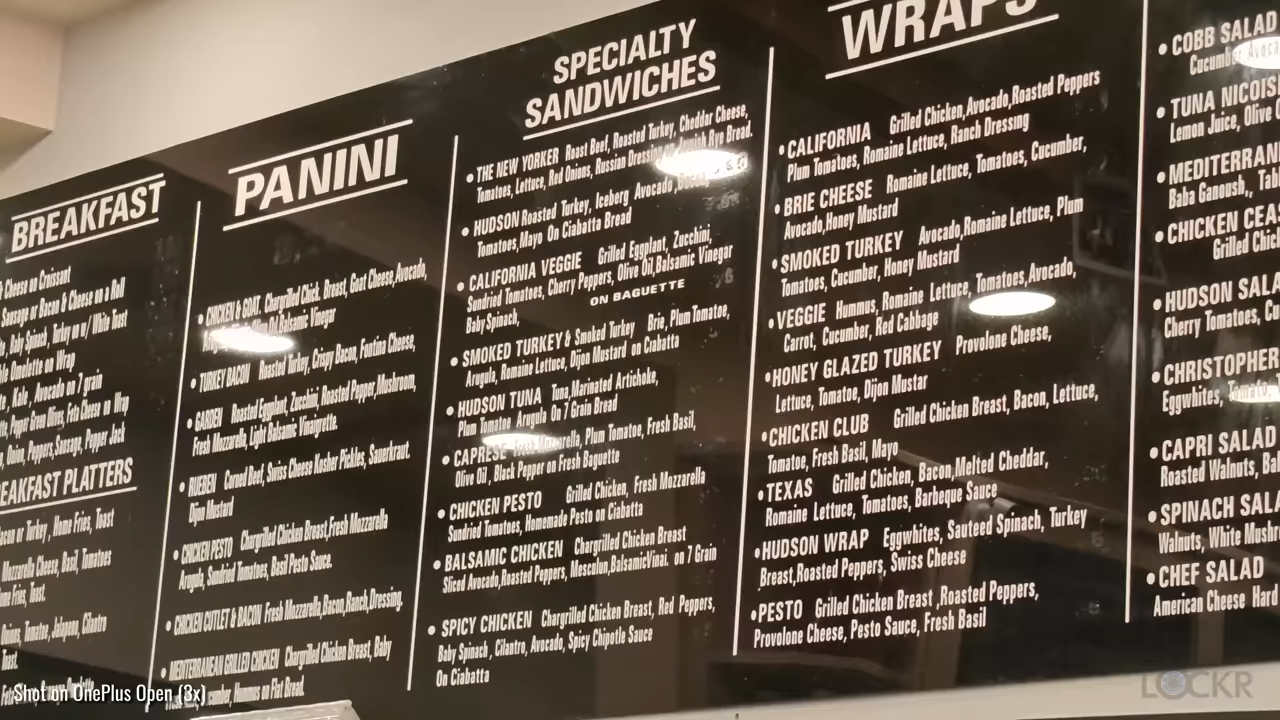 BREAKFAST
Cheese on Croissant
Sausage or Bacon & Cheese on a Roll
Baby Spinach, Turkey on w/ White Toast
Omelette on Wrap
Kale, Avocado on 7 grain
Pepper Green Wings, Feta Cheese on Wrap
Onion, Peppers, Sausage, Pepper Jack
BREAKFAST PLATTERS
Bacon or Turkey, Home Fries, Toast
Mozzarella Cheese, Basil, Tomatoes
Home Fries, Toast.
Onions, Tomatoes, Jalapeno, Cilantro
Toast.
PANINI
• CHICKEN & GOAT. Chargrilled Chick. Breast, Goat Cheese, Avocado,
Oil, Balsamic Vinegar
• TURKEY BACON Roasted Turkey, Crispy Bacon, Fontina Cheese,
• GARDEN Roasted Eggplant, Zucchini, Roasted Pepper, Mushroom,
Fresh Mozzarella, Light Balsamic Vinaigrette.
• RUEBEN Corned Beef, Swiss Cheese Kosher Pickles, Sauerkraut.
Dijon Mustard
• CHICKEN PESTO Chargrilled Chicken Breast, Fresh Mozzarella
Arugula, Sundried Tomatoes, Basil Pesto Sauce.
• CHICKEN CUTLET & BACON Fresh Mozzarella, Bacon, Ranch, Dressing.
• MEDITERANEAN GRILLED CHICKEN Chargrilled Chicken Breast, Baby
Cucumber, Hummus on Flat Bread.
SPECIALTY
SANDWICHES
• THE NEW YORKER Roast Beef, Roasted Turkey, Cheddar Cheese,
Tomatoes, Lettuce, Red Onions, Russian Dressing on Jewish Rye Bread.
• HUDSON Roasted Turkey, Iceberg Avocado, Bacon,
Tomatoes, Mayo On Ciabatta Bread
• CALIFORNIA VEGGIE Grilled Eggplant, Zucchini,
Sundried Tomatoes, Cherry Peppers, Olive Oil, Balsamic Vinegar
Baby Spinach, ON BAGUETTE
• SMOKED TURKEY & Smoked Turkey Brie, Plum Tomatoe,
Arugula, Romaine Lettuce, Dijon Mustard on Ciabatta
• HUDSON TUNA Tuna, Marinated Artichoke,
Plum Tomatoe Arugula On 7 Grain Bread
• CAPRESE Fresh Mozzarella, Plum Tomatoe, Fresh Basil,
Olive Oil, Black Pepper on Fresh Baguette
• CHICKEN PESTO Grilled Chicken, Fresh Mozzarella
Sundried Tomatoes, Homemade Pesto on Ciabatta
• BALSAMIC CHICKEN Chargrilled Chicken Breast
Sliced Avocado, Roasted Peppers, Mesculun, BalsamicVinai. on 7 Grain
• SPICY CHICKEN Chargrilled Chicken Breast, Red Peppers,
Baby Spinach, Cilantro, Avocado, Spicy Chipotle Sauce
On Ciabatta
WRAPS
• CALIFORNIA Grilled Chicken, Avocado, Roasted Peppers
Plum Tomatoes, Romaine Lettuce, Ranch Dressing
• BRIE CHEESE Romaine Lettuce, Tomatoes, Cucumber,
Avocado, Honey Mustard
• SMOKED TURKEY Avocado, Romaine Lettuce, Plum
Tomatoes, Cucumber, Honey Mustard
• VEGGIE Hummus, Romaine Lettuce, Tomatoes, Avocado,
Carrot, Cucumber, Red Cabbage
• HONEY GLAZED TURKEY Provolone Cheese,
Lettuce, Tomato, Dijon Mustar
• CHICKEN CLUB Grilled Chicken Breast, Bacon, Lettuce,
Tomato, Fresh Basil, Mayo
• TEXAS Grilled Chicken, Bacon, Melted Cheddar,
Romaine Lettuce, Tomatoes, Barbeque Sauce
• HUDSON WRAP Eggwhites, Sauteed Spinach, Turkey
Breast, Roasted Peppers, Swiss Cheese
• PESTO Grilled Chicken Breast, Roasted Peppers,
Provolone Cheese, Pesto Sauce, Fresh Basil
• COBB SALAD
Cucumber Avoca
• TUNA NICOIS
Lemon Juice, Olive
• MEDITERRAN
Baba Ganoush,, Tab
• CHICKEN CEA
Grilled Chic
• HUDSON SALA
Cherry Tomatoes, Cu
• CHRISTOPHER
Eggwhites, Tomato,
• CAPRI SALAD
Roasted Walnuts, Ba
• SPINACH SALA
Walnuts, White Mush
• CHEF SALAD
American Cheese Hard
Shot on OnePlus Open (3x)
LOCKR